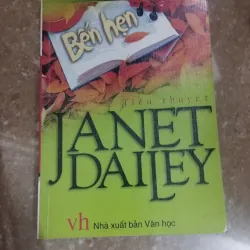 Bến hẹn
Tiểu thuyết
JANET
DAILEY
vh Nhà xuất bản Văn học